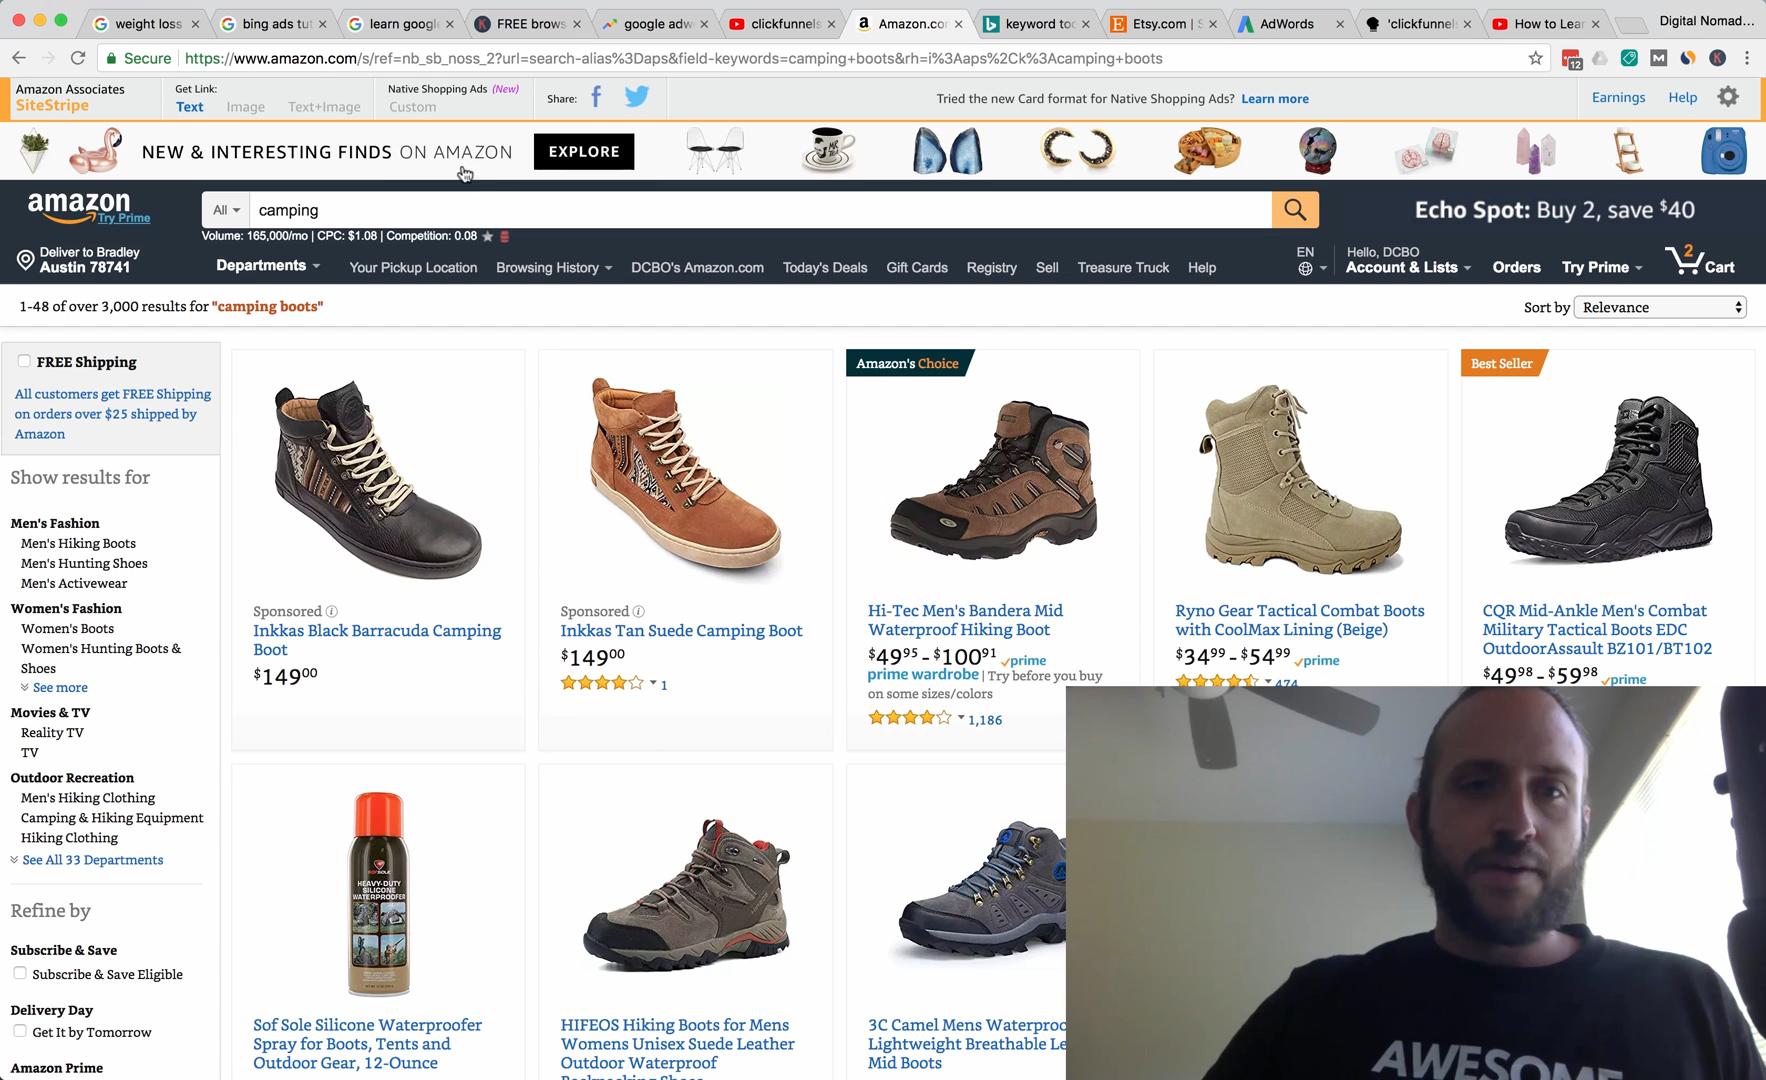 weight loss
bing ads tut
learn google
FREE brows
google adw
clickfunnels
Amazon.co
keyword too
Etsy.com | S
AdWords
'clickfunnel
How to Lear
Digital Nomad...
Secure
https://www.amazon.com/s/ref=nb_sb_noss_2?url=search-alias%3Daps&field-keywords=camping+boots&rh=i%3Aaps%2Ck%3Acamping+boots
12
Amazon Associates
SiteStripe
Get Link:
Text Image Text+Image
Native Shopping Ads (New)
Custom
Share:
Tried the new Card format for Native Shopping Ads? Learn more
Earnings Help
NEW & INTERESTING FINDS ON AMAZON
EXPLORE
amazon
Try Prime
All
camping
Echo Spot: Buy 2, save $40
Volume: 165,000/mo | CPC: $1.08 | Competition: 0.08
Deliver to Bradley
Austin 78741
Departments
Your Pickup Location
Browsing History
DCBO's Amazon.com
Today's Deals
Gift Cards
Registry
Sell
Treasure Truck
Help
EN
Hello, DCBO
Account & Lists
Orders
Try Prime
2
Cart
1-48 of over 3,000 results for "camping boots"
Sort by Relevance
FREE Shipping
All customers get FREE Shipping
on orders over $25 shipped by
Amazon
Show results for
Men's Fashion
Men's Hiking Boots
Men's Hunting Shoes
Men's Activewear
Women's Fashion
Women's Boots
Women's Hunting Boots &
Shoes
See more
Movies & TV
Reality TV
TV
Outdoor Recreation
Men's Hiking Clothing
Camping & Hiking Equipment
Hiking Clothing
See All 33 Departments
Refine by
Subscribe & Save
Subscribe & Save Eligible
Delivery Day
Get It by Tomorrow
Amazon Prime
Sponsored
Inkkas Black Barracuda Camping
Boot
$149.00
Sponsored
Inkkas Tan Suede Camping Boot
$149.00
1
Amazon's Choice
Hi-Tec Men's Bandera Mid
Waterproof Hiking Boot
$49.95 - $100.91 prime
prime wardrobe | Try before you buy
on some sizes/colors
1,186
Ryno Gear Tactical Combat Boots
with CoolMax Lining (Beige)
$34.99 - $54.99 prime
474
Best Seller
CQR Mid-Ankle Men's Combat
Military Tactical Boots EDC
OutdoorAssault BZ101/BT102
$49.98 - $59.98 prime
SOFSOLE
HEAVY-DUTY
SILICONE
WATERPROOFER
Sof Sole Silicone Waterproofer
Spray for Boots, Tents and
Outdoor Gear, 12-Ounce
HIFEOS Hiking Boots for Mens
Womens Unisex Suede Leather
Outdoor Waterproof
Backpacking Shoes
3C Camel Mens Waterproo
Lightweight Breathable Le
Mid Boots
AWESOME